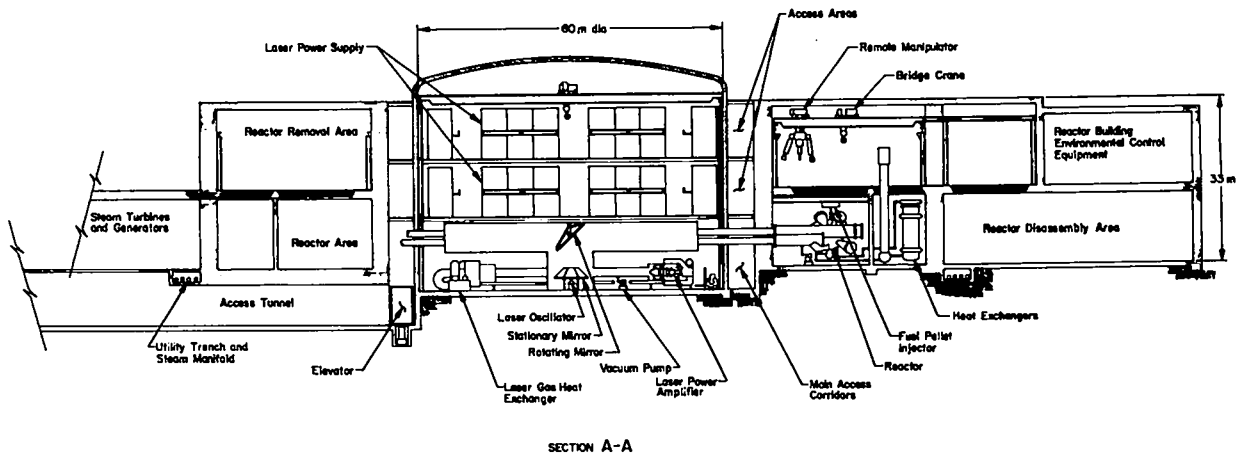 60 m dia
Access Areas
Laser Power Supply
Remote Manipulator
Bridge Crane
Reactor Removal Area
Reactor Building
Environmental Control
Equipment
33 m
Steam Turbines
and Generators
Reactor Area
Reactor Disassembly Area
Access Tunnel
Laser Oscillator
Stationary Mirror
Rotating Mirror
Heat Exchangers
Utility Trench and
Steam Manifold
Elevator
Vacuum Pump
Fuel Pellet
Injector
Reactor
Laser Gas Heat
Exchanger
Laser Power
Amplifier
Main Access
Corridors
SECTION A-A